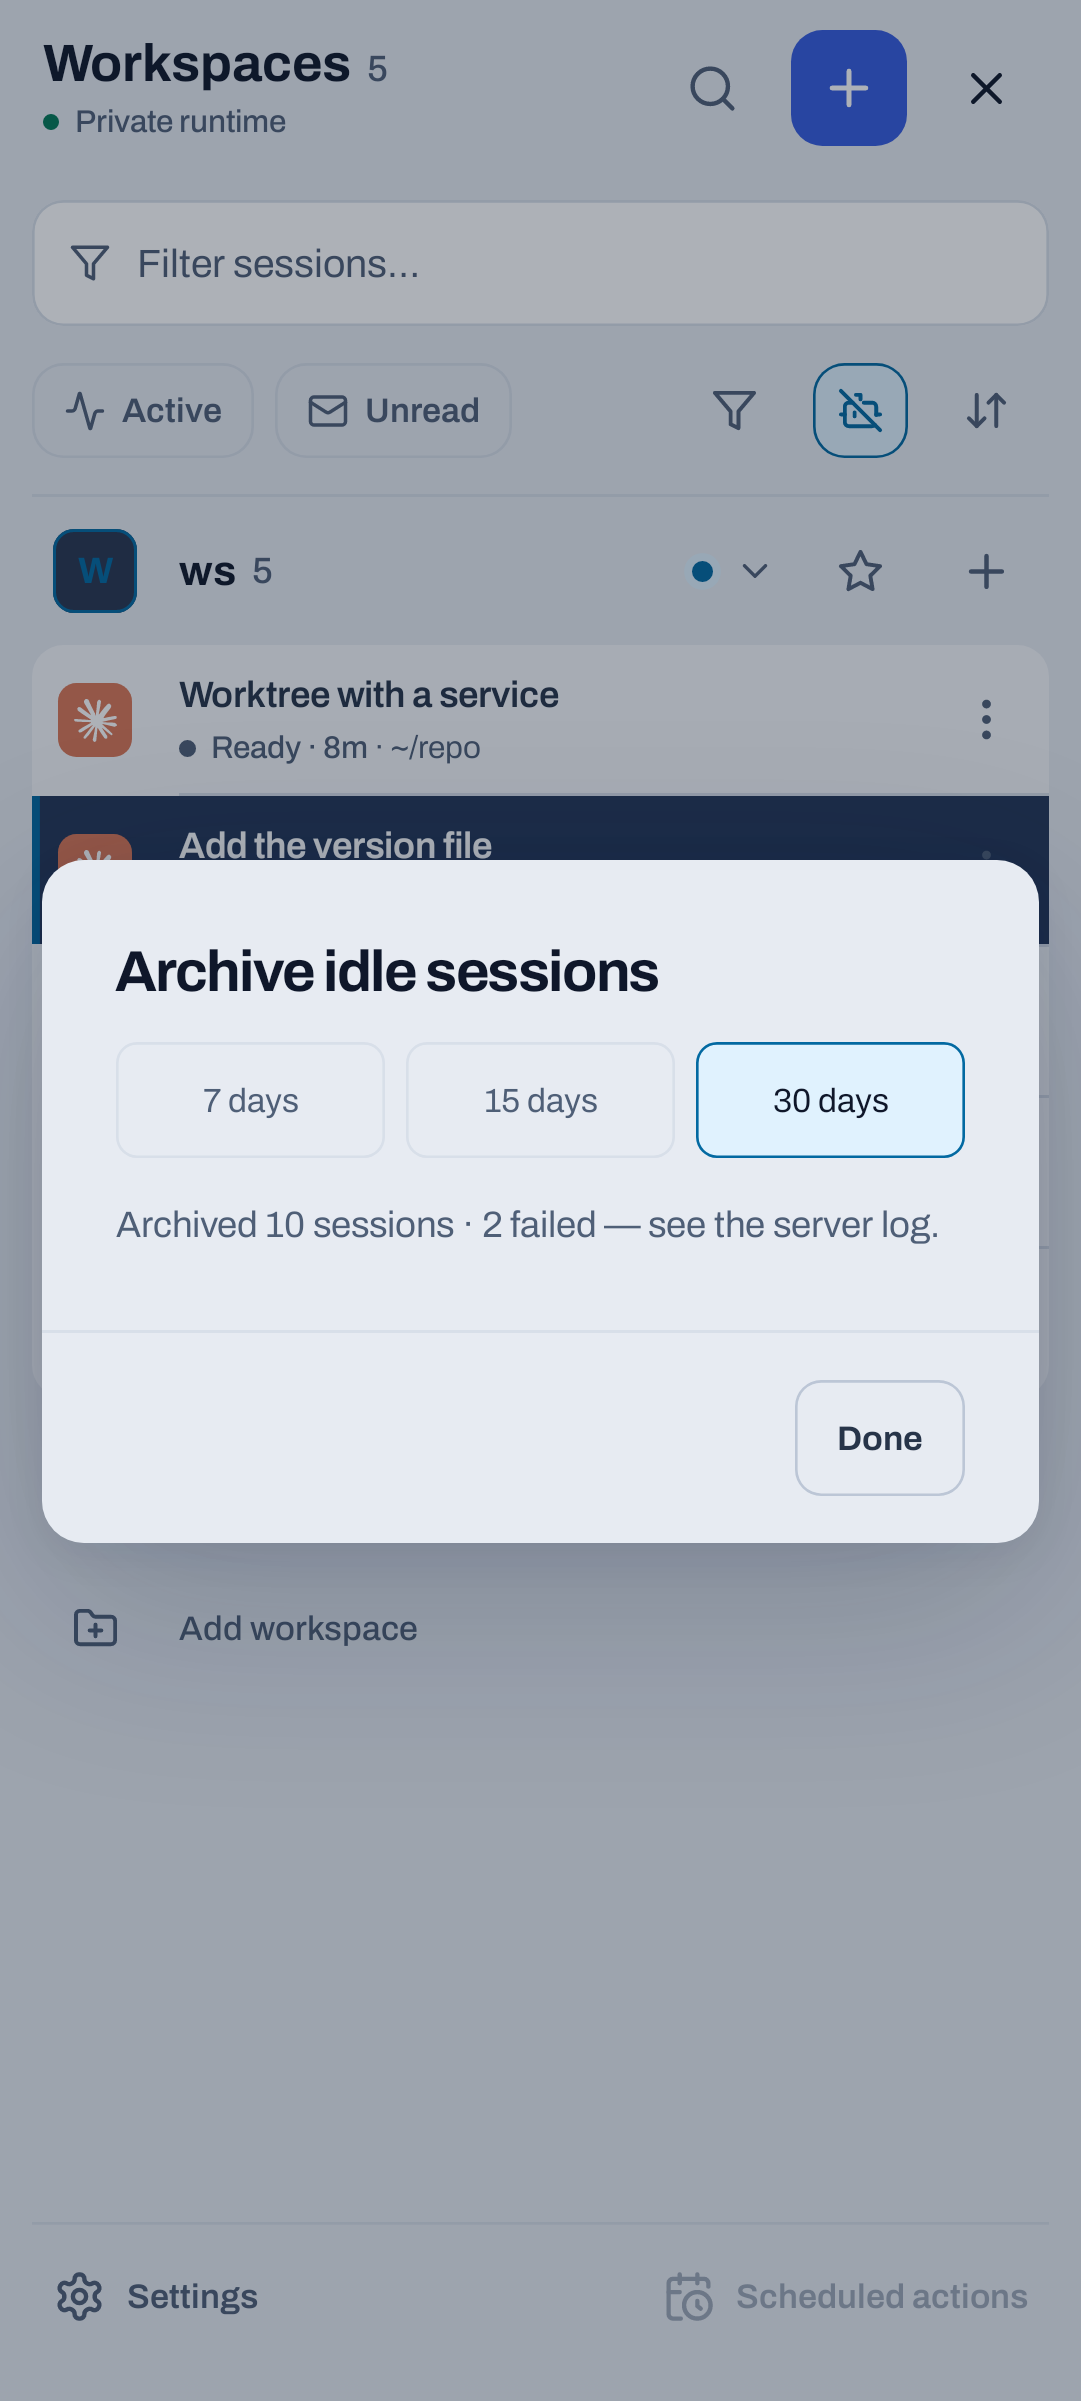 Workspaces 5
Private runtime
Filter sessions...
Active
Unread
W
ws 5
Worktree with a service
Ready · 8m · ~/repo
Add the version file
Archive idle sessions
7 days
15 days
30 days
Archived 10 sessions · 2 failed — see the server log.
Done
Add workspace
Settings
Scheduled actions